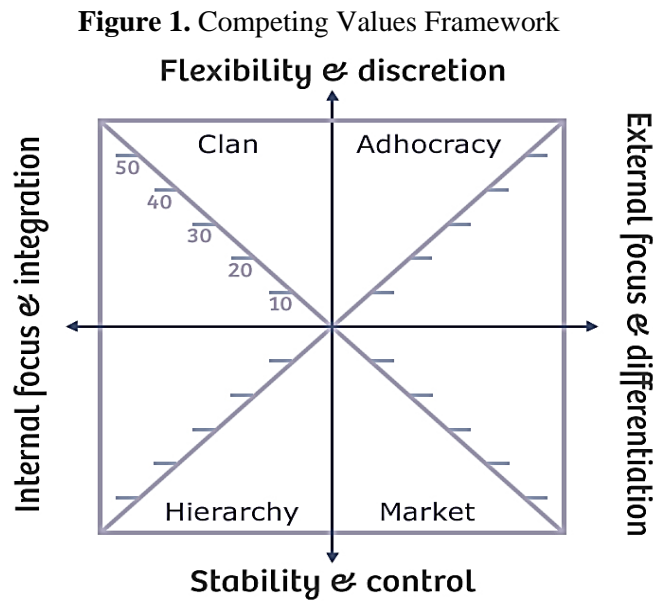 Figure 1. Competing Values Framework
Flexibility & discretion
Clan
Adhocracy
50
40
30
20
10
Internal focus & integration
External focus & differentiation
Hierarchy
Market
Stability & control